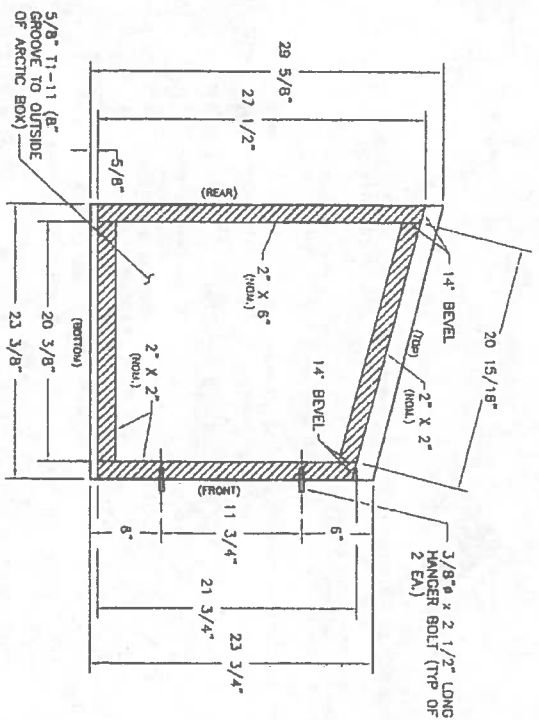 29 5/8"
27 1/2"
5/8"
5/8" T1-11 (8"
GROOVE TO OUTSIDE
OF ARCTIC BOX)
(REAR)
2" X 6"
(NOM.)
14° BEVEL
20 15/18"
(TOP)
2" X 2"
(NOM.)
14° BEVEL
(BOTTOM)
2" X 2"
(NOM.)
20 3/8"
23 3/8"
(FRONT)
3/8"ø x 2 1/2" LONG
HANGER BOLT (TYP OF
2 EA.)
6"
11 3/4"
8"
21 3/4"
23 3/4"